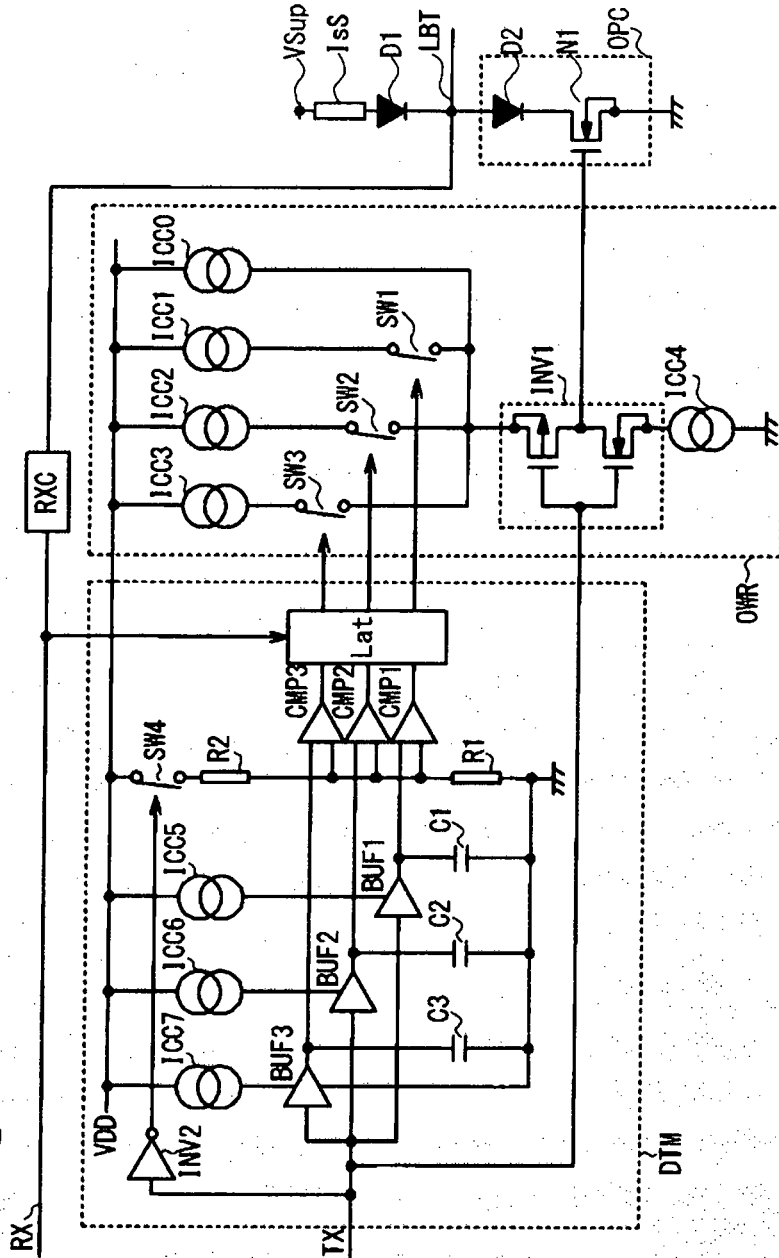 RX
RXC
VSup
IsS
D1
LBT
VDD
ICC7
ICC6
ICC5
SW4
ICC3
ICC2
ICC1
ICC0
INV2
R2
SW3
SW2
SW1
BUF3
BUF2
BUF1
CMP3
CMP2
CMP1
Lat
D2
N1
OPC
C3
C2
C1
R1
INV1
ICC4
TX
DTM
OWR